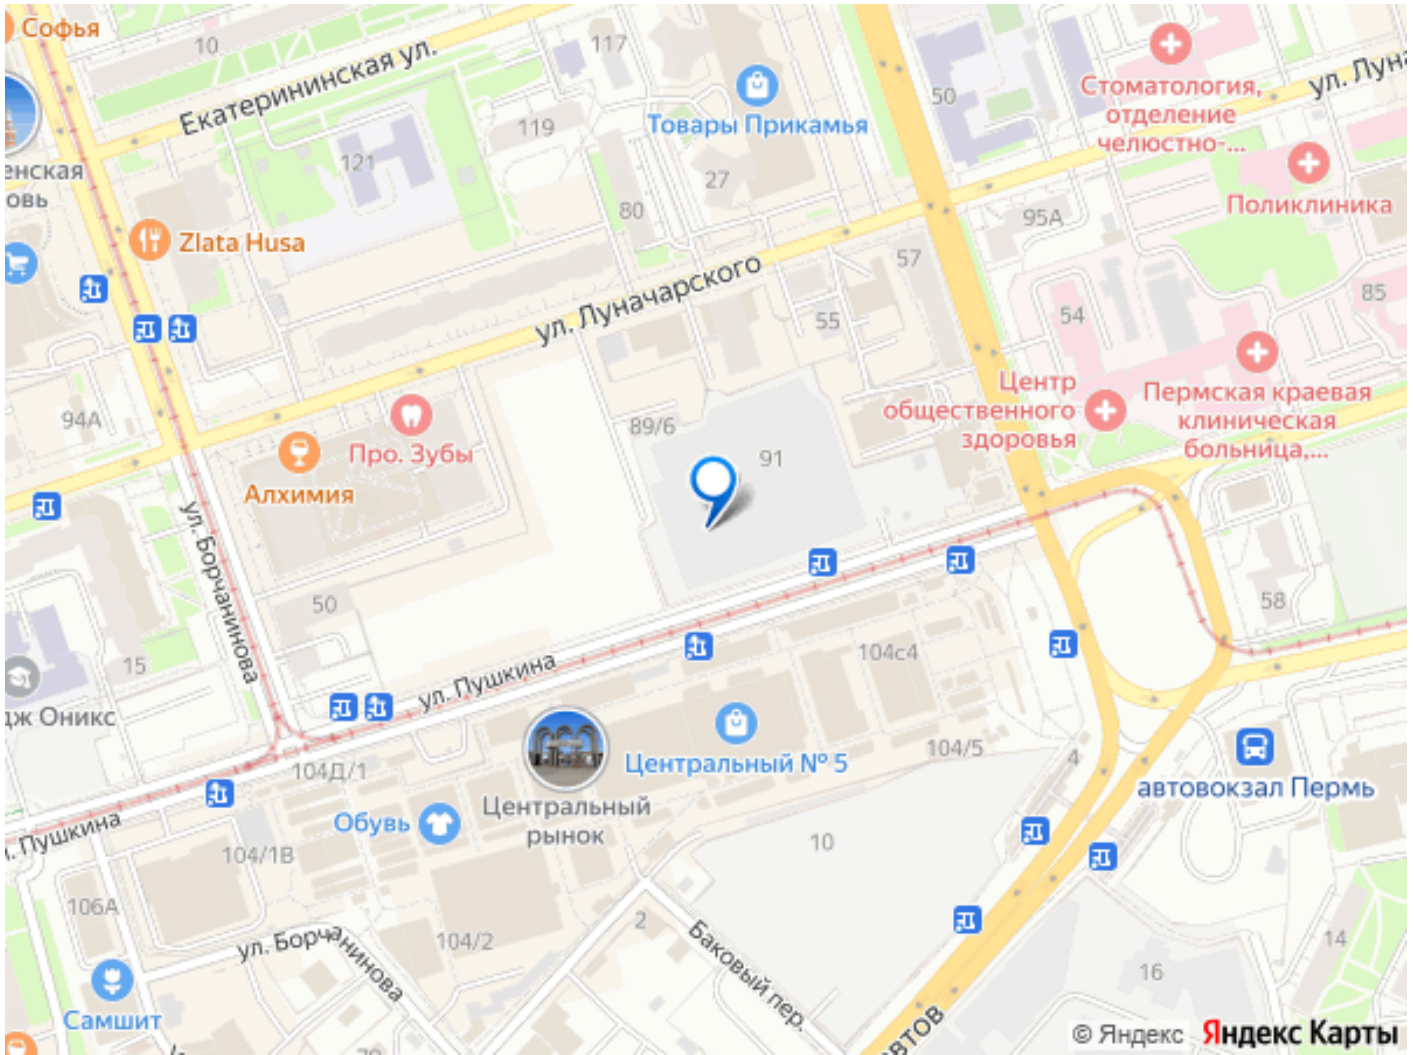 Софья
10
117
Екатерининская ул.
119
Товары Прикамья
121
27
80
50
Стоматология,
отделение
челюстно-...
ул. Луна
Поликлиника
95А
енская
овь
Zlata Husa
57
ул. Луначарского
55
54
85
Центр
общественного
здоровья
Пермская краевая
клиническая
больница,...
94А
Про. Зубы
Алхимия
89/6
91
ул. Борчанинова
50
15
дж Оникс
ул. Пушкина
104с4
58
104Д/1
Центральный № 5
104/5
4
автовокзал Пермь
Центральный
рынок
Обувь
. Пушкина
104/1В
10
106А
ул. Борчанинова
104/2
2
Баковый пер.
14
16
Самшит
автов
© Яндекс Яндекс Карты